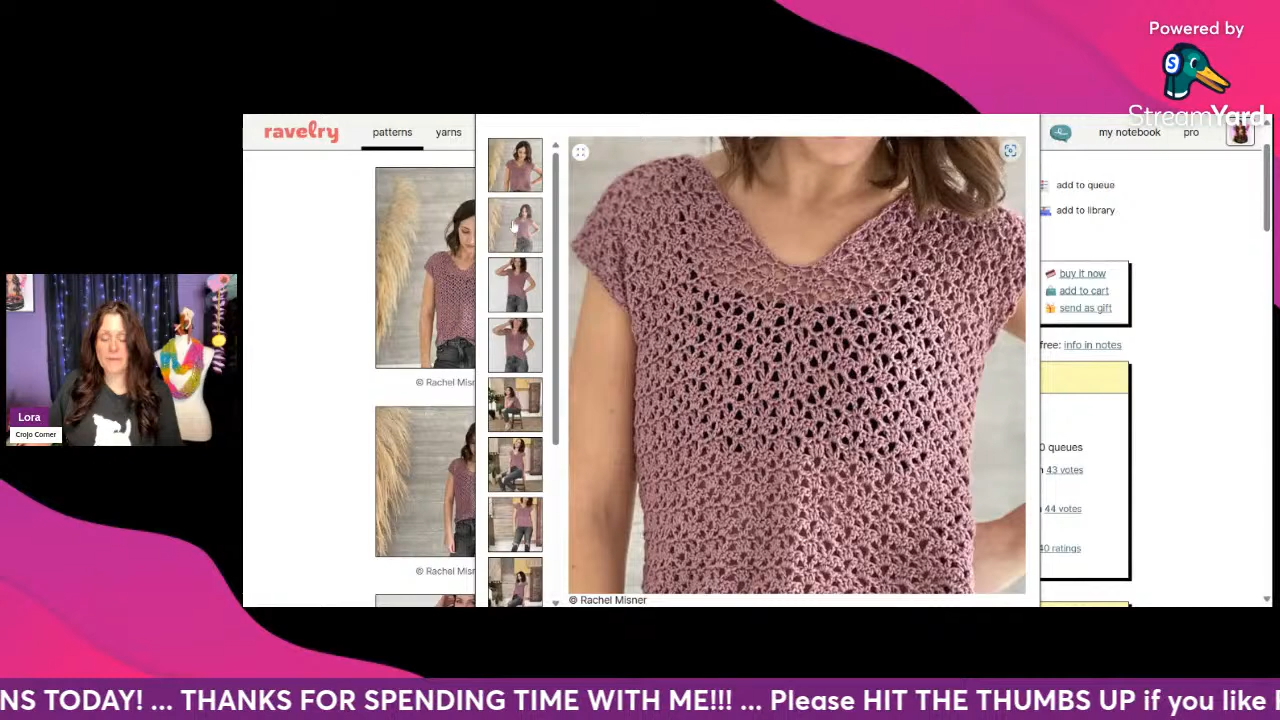 Powered by
S
StreamYard
ravelry
patterns
yarns
my notebook
pro
add to queue
add to library
buy it now
add to cart
send as gift
free: info in notes
0 queues
43 votes
44 votes
40 ratings
© Rachel Misn
© Rachel Misn
© Rachel Misner
Lora
Crojo Corner
NS TODAY! ... THANKS FOR SPENDING TIME WITH ME!!! ... Please HIT THE THUMBS UP if you like